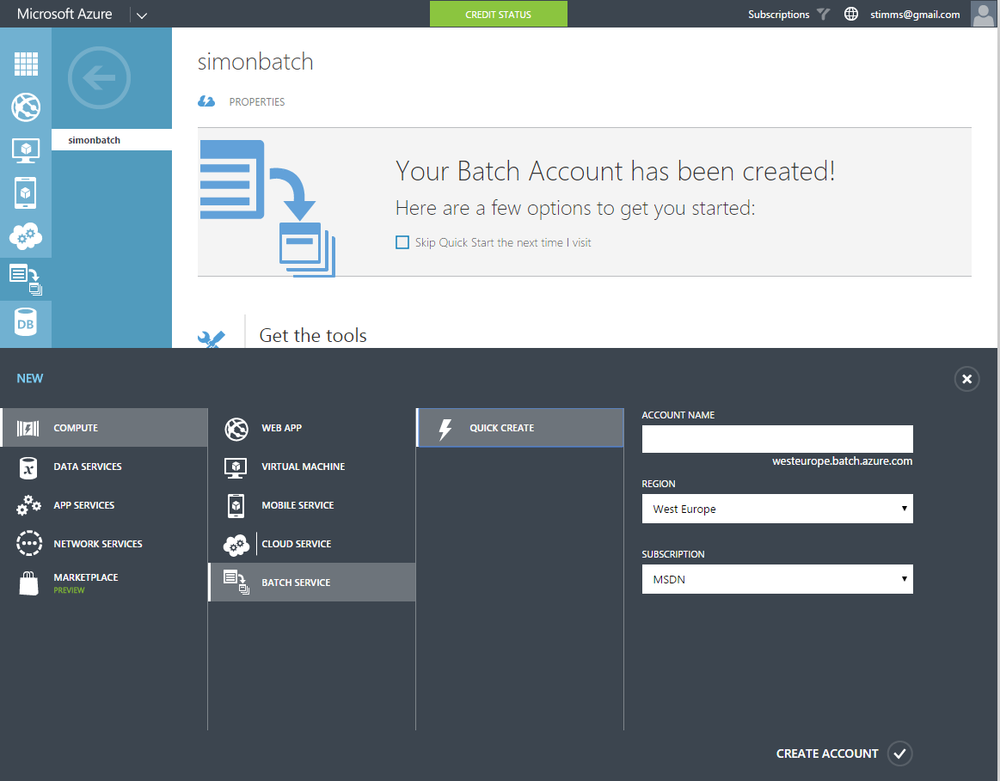 Microsoft Azure
CREDIT STATUS
Subscriptions
stimms@gmail.com
simonbatch
simonbatch
PROPERTIES
Your Batch Account has been created!
Here are a few options to get you started:
Skip Quick Start the next time I visit
DB
Get the tools
NEW
COMPUTE
DATA SERVICES
APP SERVICES
NETWORK SERVICES
MARKETPLACE
PREVIEW
WEB APP
VIRTUAL MACHINE
MOBILE SERVICE
CLOUD SERVICE
BATCH SERVICE
QUICK CREATE
ACCOUNT NAME
westeurope.batch.azure.com
REGION
West Europe
SUBSCRIPTION
MSDN
CREATE ACCOUNT